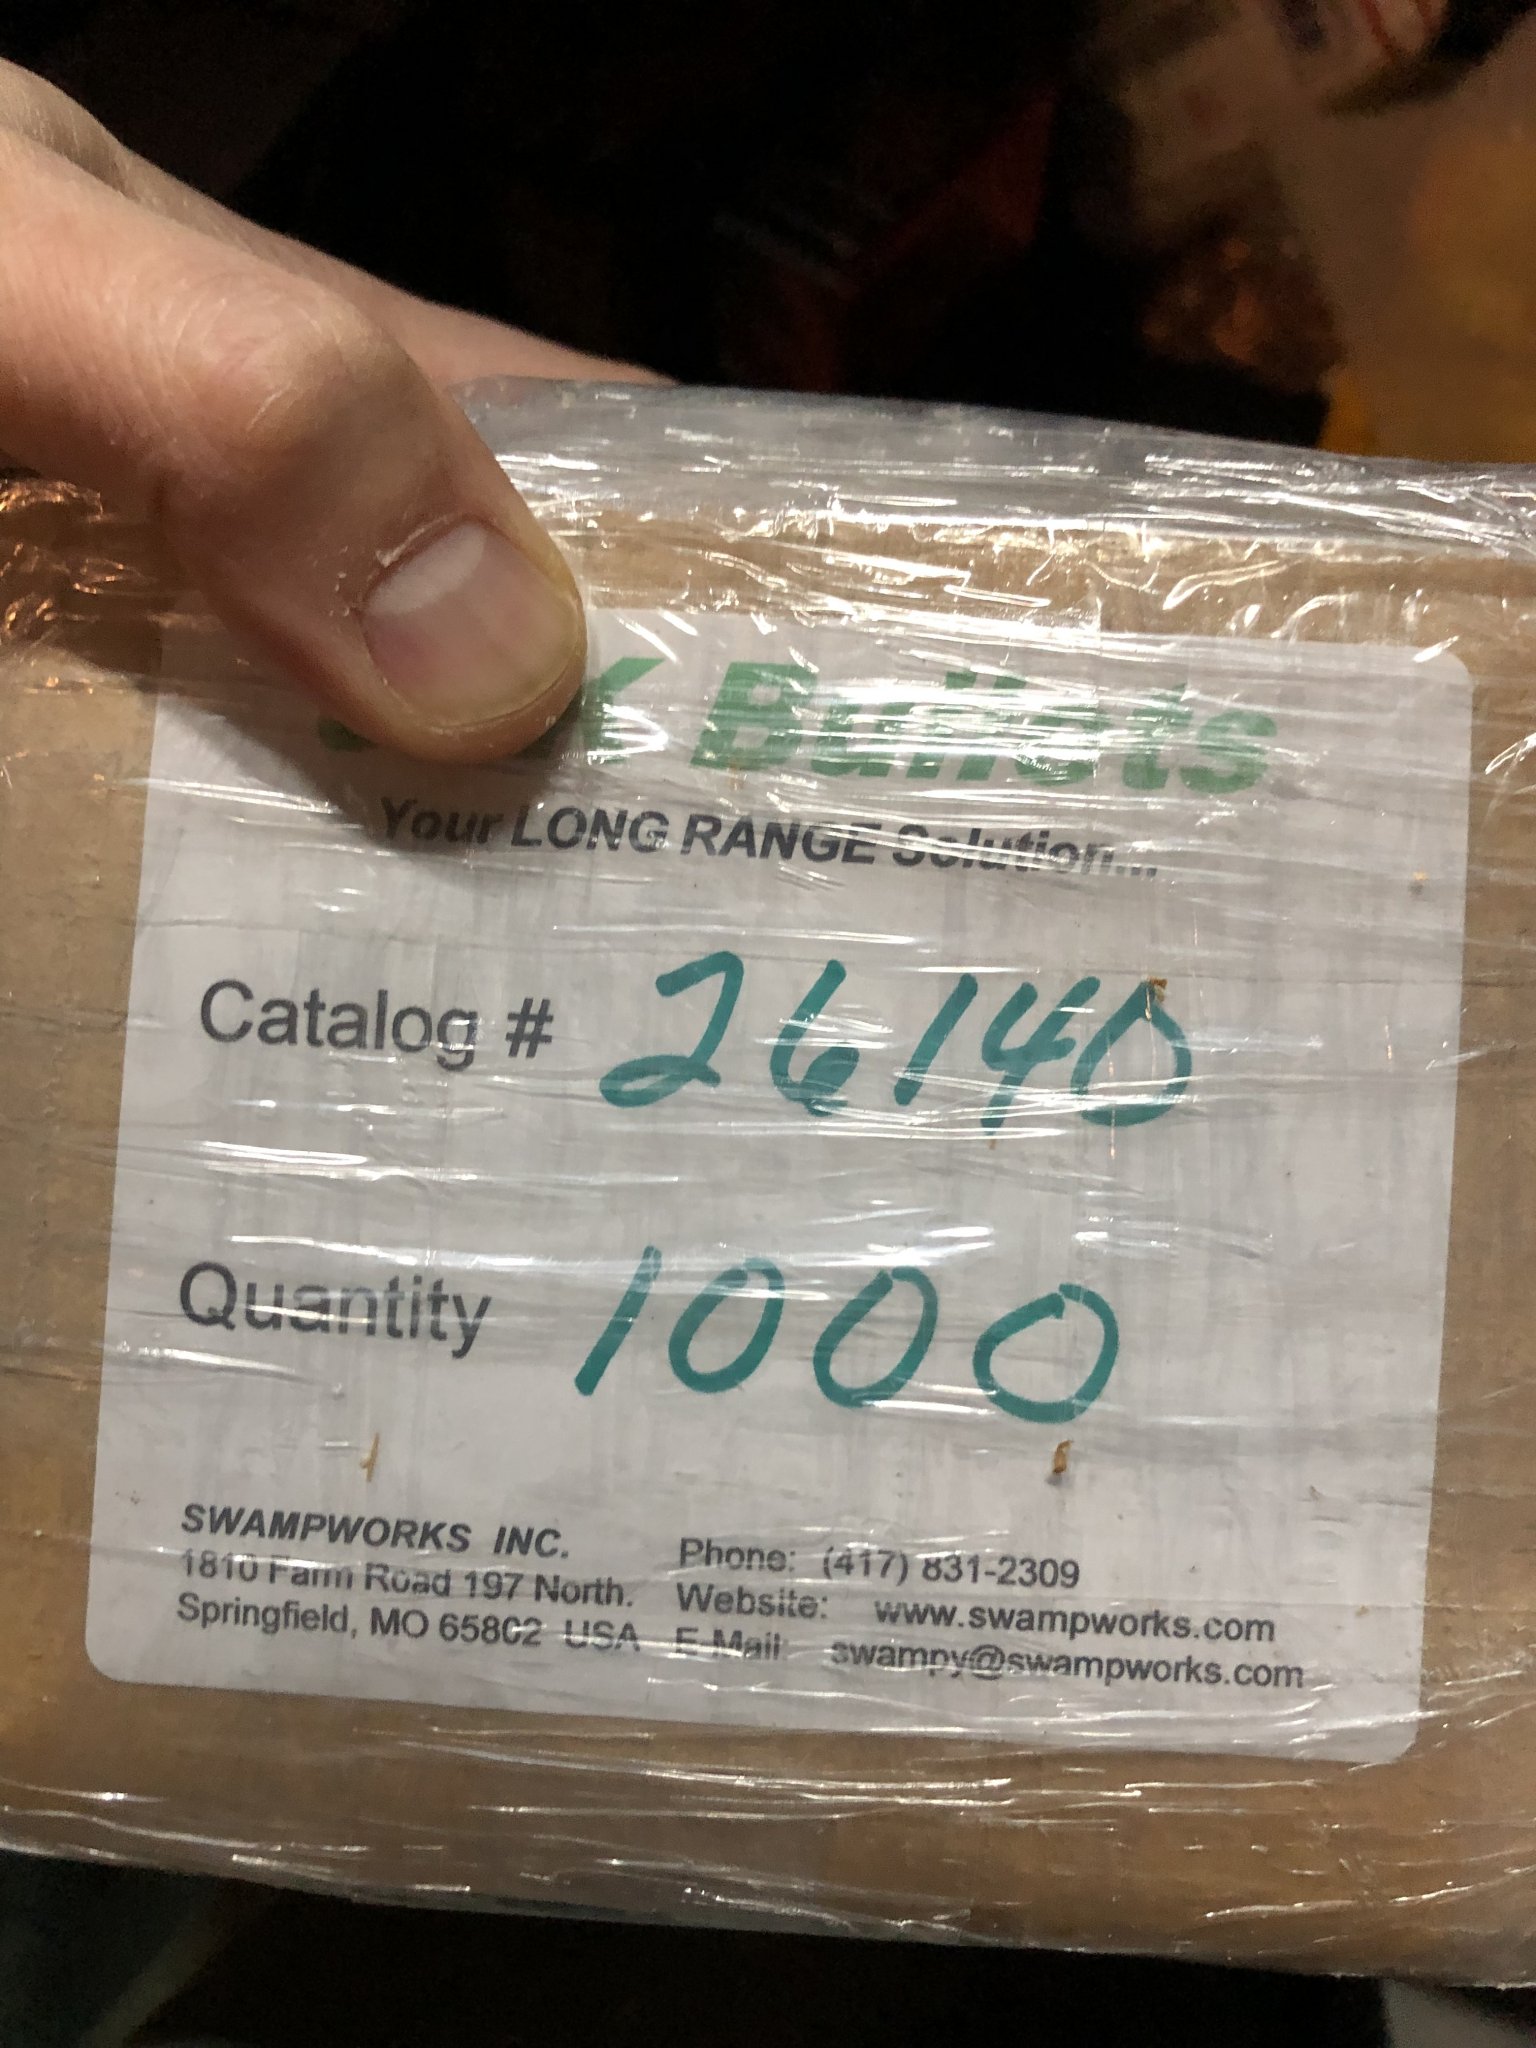 Bullets
Your LONG RANGE Solution...
Catalog # 26140
Quantity 1000
SWAMPWORKS INC.
1810 Farm Road 197 North.
Springfield, MO 65802 USA
Phone: (417) 831-2309
Website: www.swampworks.com
E-Mail: swampy@swampworks.com